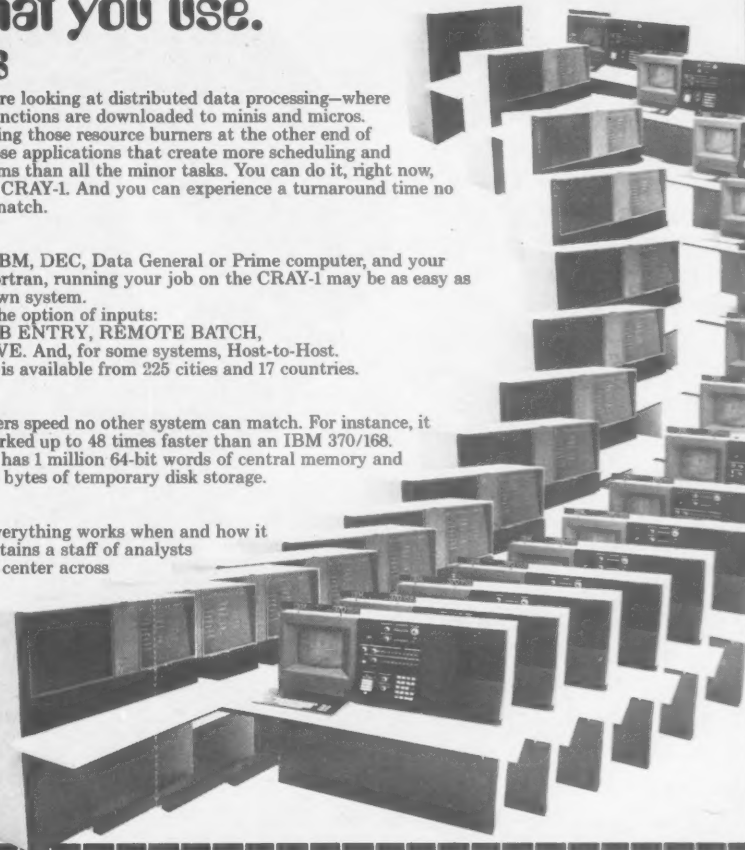 hat you use.
re looking at distributed data processing—where
nctions are downloaded to minis and micros.
ing those resource burners at the other end of
se applications that create more scheduling and
ms than all the minor tasks. You can do it, right now,
CRAY-1. And you can experience a turnaround time no
match.
BM, DEC, Data General or Prime computer, and your
ortran, running your job on the CRAY-1 may be as easy as
wn system.
he option of inputs:
B ENTRY, REMOTE BATCH,
VE. And, for some systems, Host-to-Host.
is available from 225 cities and 17 countries.
ers speed no other system can match. For instance, it
rked up to 48 times faster than an IBM 370/168.
has 1 million 64-bit words of central memory and
bytes of temporary disk storage.
verything works when and how it
tains a staff of analysts
center across